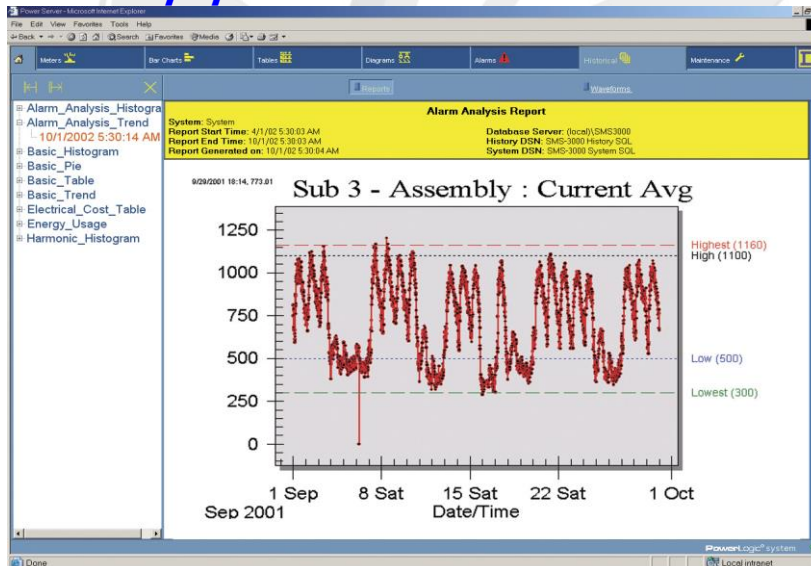 Power Server - Microsoft Internet Explorer
File Edit View Favorites Tools Help
Back Search Favorites Media
Meters
Bar Charts
Tables
Diagrams
Alarms
Historical
Maintenance
Reports
Waveforms
Alarm_Analysis_Histogra
Alarm_Analysis_Trend
10/1/2002 5:30:14 AM
Basic_Histogram
Basic_Pie
Basic_Table
Basic_Trend
Electrical_Cost_Table
Energy_Usage
Harmonic_Histogram
Alarm Analysis Report
System: System
Report Start Time: 4/1/02 5:30:03 AM
Report End Time: 10/1/02 5:30:03 AM
Report Generated on: 10/1/02 5:30:04 AM
Database Server: (local)\SMS3000
History DSN: SMS-3000 History SQL
System DSN: SMS-3000 System SQL
9/29/2001 18:14, 773.01
Sub 3 - Assembly : Current Avg
1250
1000
750
500
250
0
Highest (1160)
High (1100)
Low (500)
Lowest (300)
1 Sep 8 Sat 15 Sat 22 Sat 1 Oct
Sep 2001 Date/Time
PowerLogic® system
Done
Local intranet